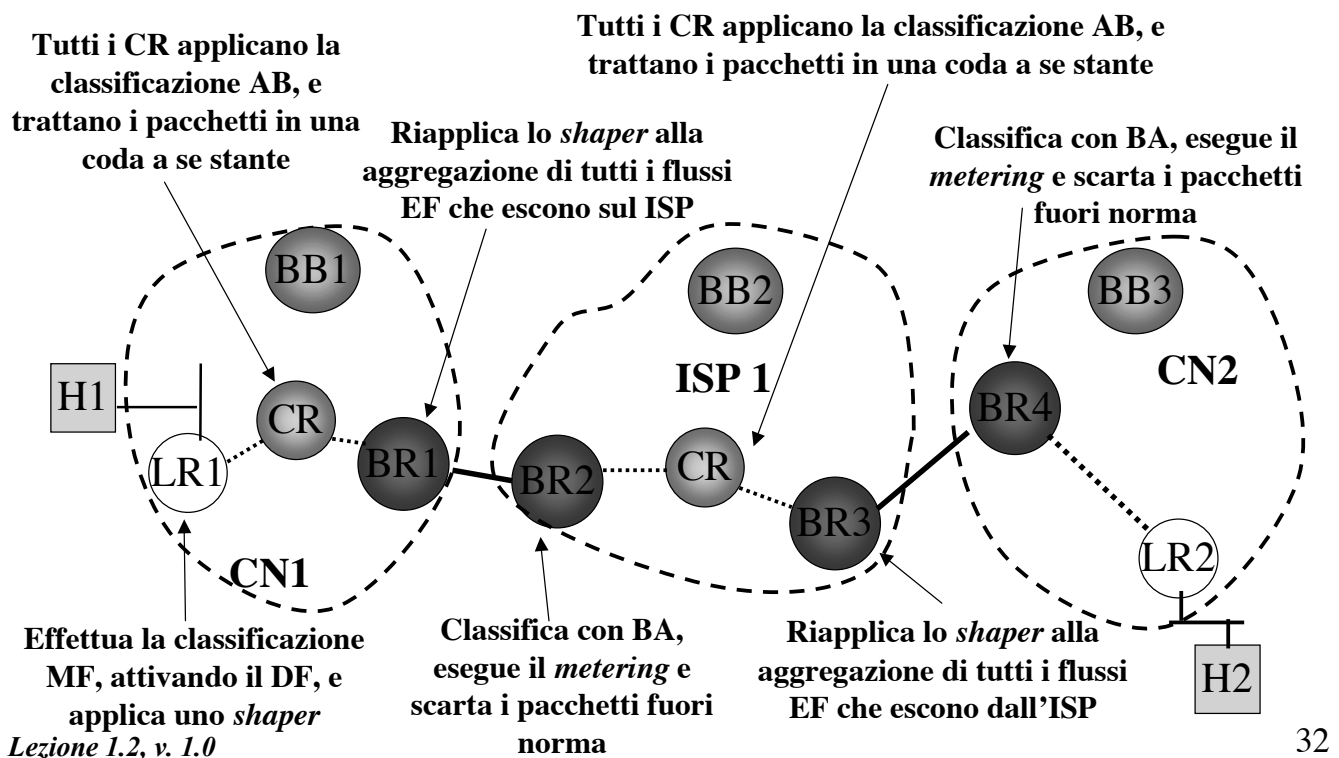 Tutti i CR applicano la
classificazione AB, e
trattano i pacchetti in una
coda a se stante
Riapplica lo shaper alla
aggregazione di tutti i flussi
EF che escono sul ISP
Tutti i CR applicano la classificazione AB, e
trattano i pacchetti in una coda a se stante
Classifica con BA, esegue il
metering e scarta i pacchetti
fuori norma
BB1
BB2
BB3
H1
CR
LR1
BR1
CN1
ISP 1
BR2
CR
BR3
CN2
BR4
LR2
H2
Effettua la classificazione
MF, attivando il DF, e
applica uno shaper
Classifica con BA,
esegue il metering e
scarta i pacchetti fuori
norma
Riapplica lo shaper alla
aggregazione di tutti i flussi
EF che escono dall'ISP
Lezione 1.2, v. 1.0
32